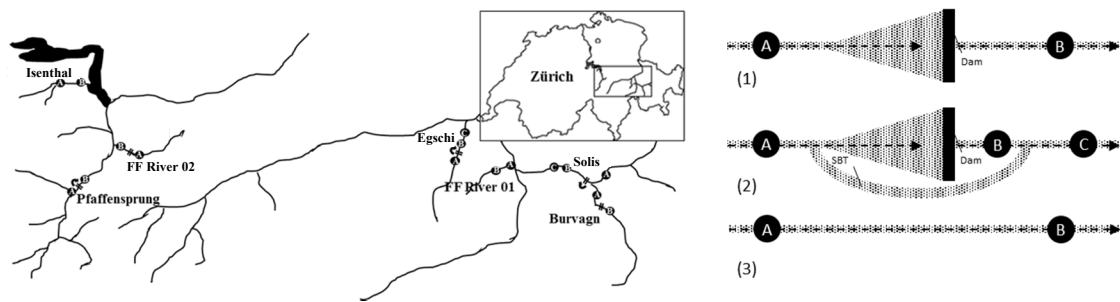 Isenthal
A B
B A
FF River 02
A B
Pfaffensprung
Zürich
Egschi
C
B
A
FF River 01
B A
Solis
C B
A
A
B
Burvagn
A B
Dam
(1)
A B C
SBT
Dam
(2)
A B
(3)